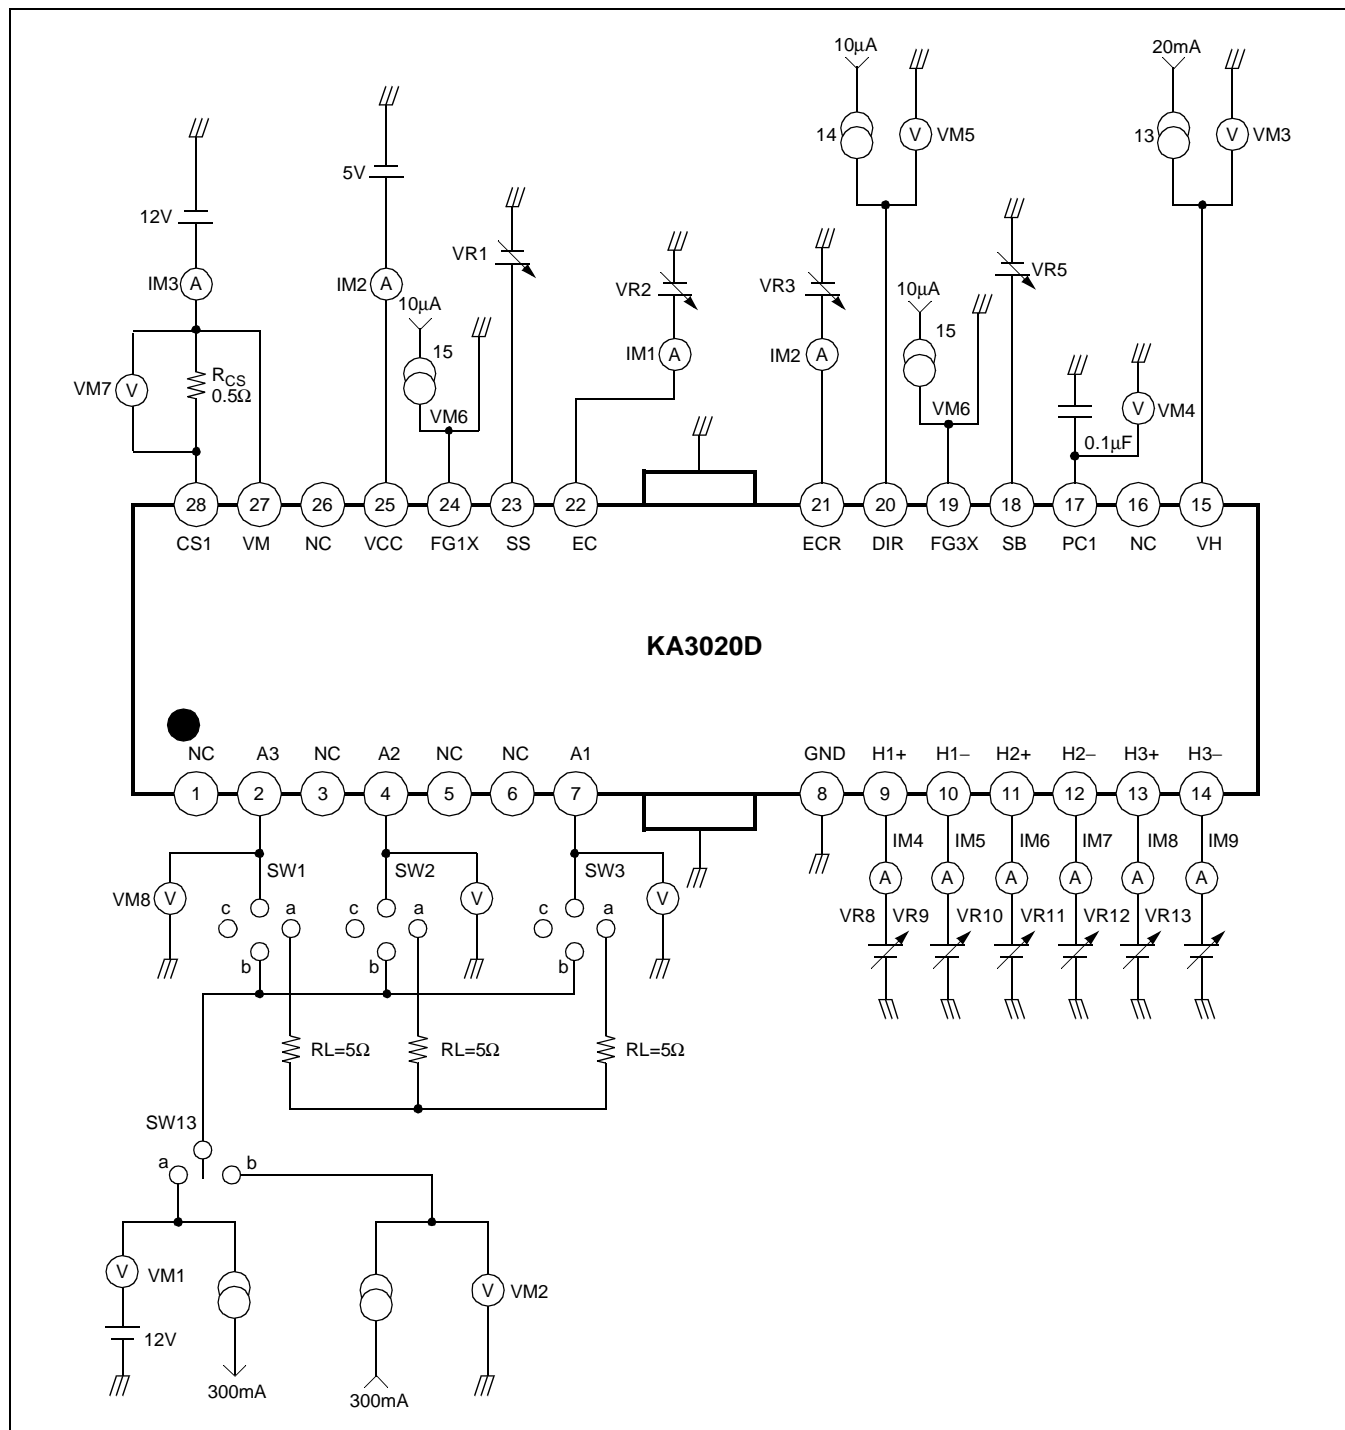 10µA
20mA
14
V
VM5
13
V
VM3
5V
12V
VR1
VR2
VR3
VR5
IM3
A
IM2
A
10µA
15
VM6
IM1
A
IM2
A
10µA
15
VM6
VM7
V
RCS
0.5Ω
V
VM4
0.1µF
28
27
26
25
24
23
22
21
20
19
18
17
16
15
CS1
VM
NC
VCC
FG1X
SS
EC
ECR
DIR
FG3X
SB
PC1
NC
VH
KA3020D
NC
A3
NC
A2
NC
NC
A1
GND
H1+
H1–
H2+
H2–
H3+
H3–
1
2
3
4
5
6
7
8
9
10
11
12
13
14
IM4
IM5
IM6
IM7
IM8
IM9
SW1
SW2
SW3
VM8
V
V
V
A
A
A
A
A
A
c
a
b
c
a
b
c
a
b
VR8
VR9
VR10
VR11
VR12
VR13
RL=5Ω
RL=5Ω
RL=5Ω
SW13
a
b
V
VM1
V
VM2
12V
300mA
300mA